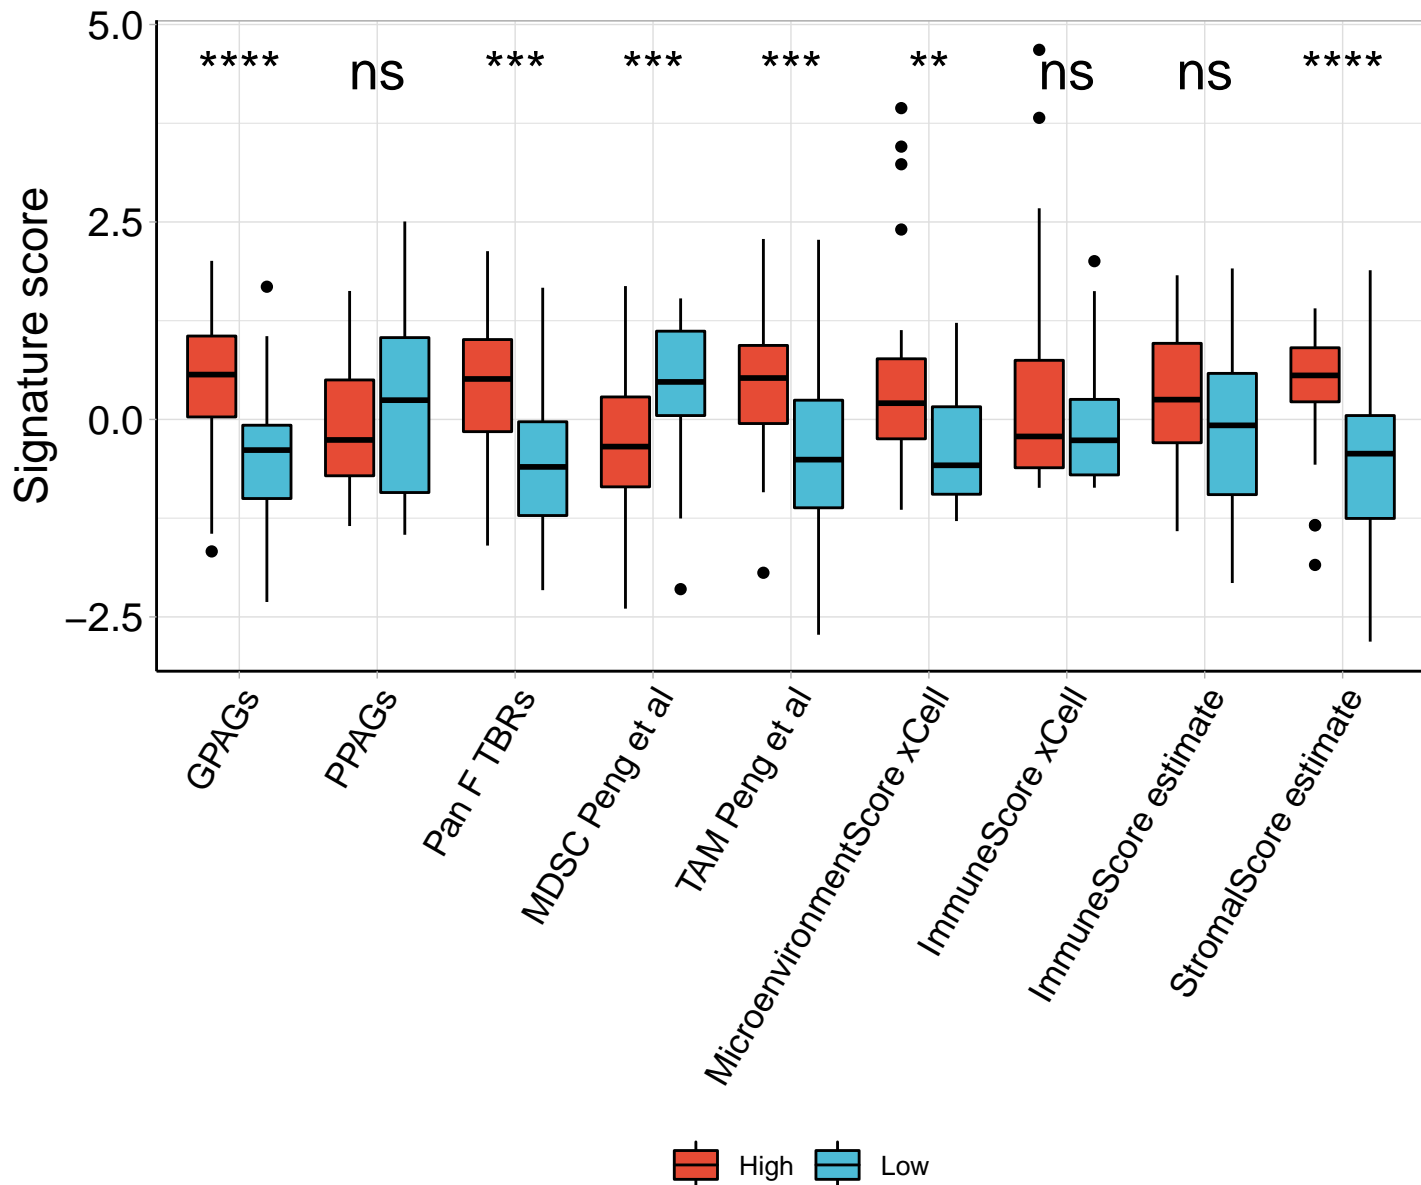 5.0
**** ns *** *** *** ** ns ns ****
2.5
0.0
−2.5
Signature score
GPAGs
PPAGs
Pan F TBRs
MDSC Peng et al
TAM Peng et al
MicroenvironmentScore xCell
ImmuneScore xCell
ImmuneScore estimate
StromalScore estimate
High Low